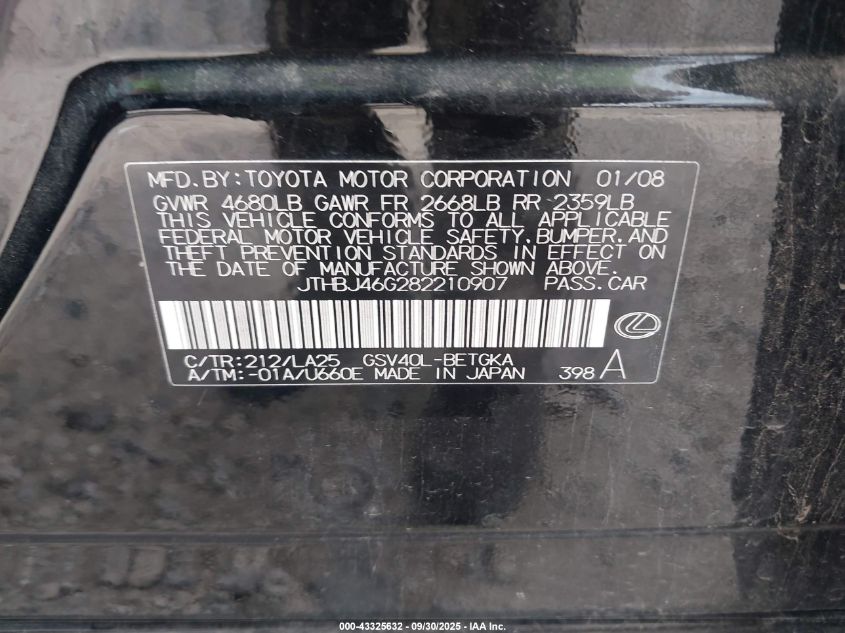 MFD.BY:TOYOTA MOTOR CORPORATION 01/08
GVWR 4680LB GAWR FR 2668LB RR 2359LB
THIS VEHICLE CONFORMS TO ALL APPLICABLE
FEDERAL MOTOR VEHICLE SAFETY,BUMPER,AND
THEFT PREVENTION STANDARDS IN EFFECT ON
THE DATE OF MANUFACTURE SHOWN ABOVE.
JTHBJ46G282210907 PASS.CAR
C/TR:212/LA25 GSV40L-BETGKA
A/TM:-01A/U660E MADE IN JAPAN 398 A
000-43325632 - 09/30/2025 - IAA Inc.